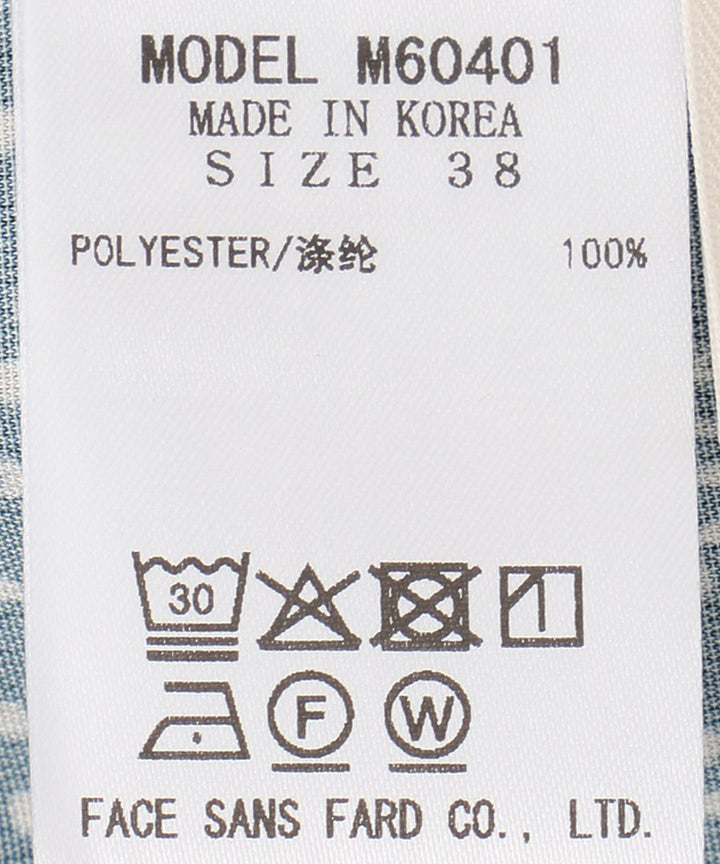 MODEL M60401
MADE IN KOREA
SIZE 38
POLYESTER/涤纶 100%
30
F W
FACE SANS FARD CO., LTD.